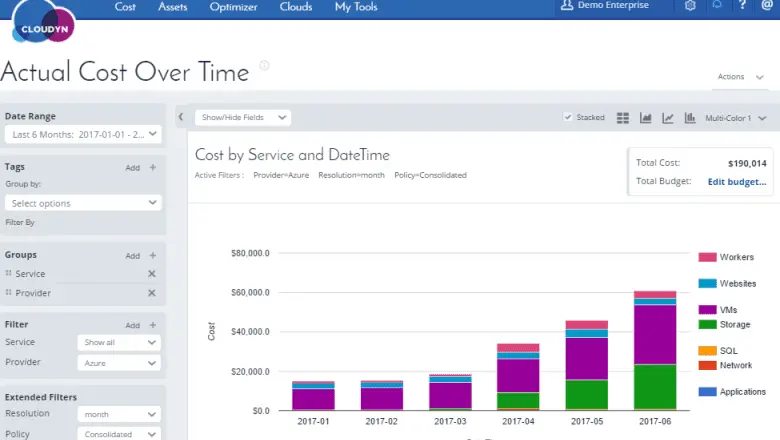 Cost Assets Optimizer Clouds My Tools Demo Enterprise ? @
CLOUDYN
Actual Cost Over Time
Actions
Date Range
Last 6 Months: 2017-01-01 - 2...
Tags Add +
Group by:
Select options
Filter By
Groups Add +
Service
Provider
Filter Add +
Service Show all
Provider Azure
Extended Filters
Resolution month
Policy Consolidated
Show/Hide Fields
Stacked
Multi-Color 1
Cost by Service and DateTime
Active Filters : Provider=Azure Resolution=month Policy=Consolidated
Total Cost: $190,014
Total Budget: Edit budget...
Cost
$80,000.0
$60,000.0
$40,000.0
$20,000.0
$0.0
2017-01 2017-02 2017-03 2017-04 2017-05 2017-06
Workers
Websites
VMs
Storage
SQL
Network
Applications